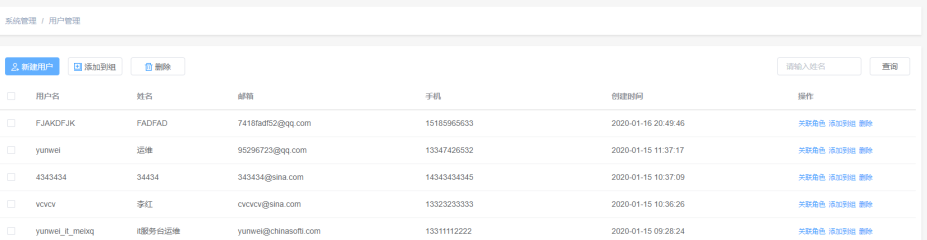 系统管理 / 用户管理
新建用户 添加到组 删除 请输入姓名 查询
用户名 姓名 邮箱 手机 创建时间 操作
FJAKDFJK FADFAD 7418fadf52@qq.com 15185965633 2020-01-16 20:49:46 关联角色 添加到组 删除
yunwei 运维 95296723@qq.com 13347426532 2020-01-15 11:37:17 关联角色 添加到组 删除
4343434 34434 343434@sina.com 14343434345 2020-01-15 10:37:09 关联角色 添加到组 删除
vcvcv 李红 cvcvcv@sina.com 13323233333 2020-01-15 10:36:26 关联角色 添加到组 删除
yunwei_it_meixq it服务台运维 yunwei@chinasofti.com 13311112222 2020-01-15 09:28:24 关联角色 添加到组 删除